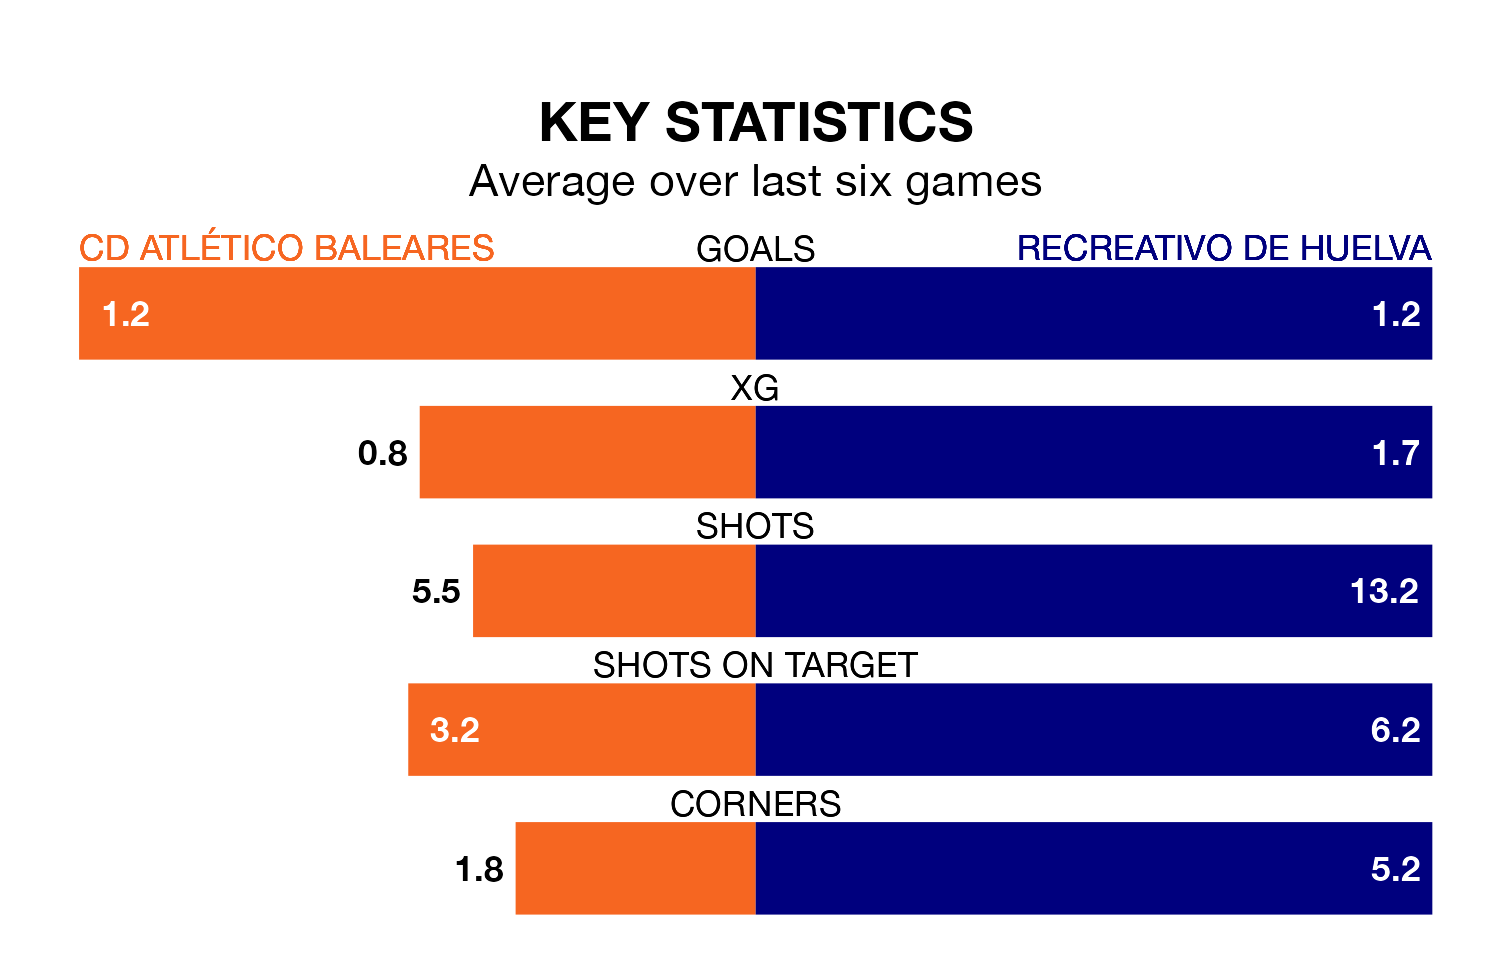 KEY STATISTICS
Average over last six games
CD ATLÉTICO BALEARES GOALS RECREATIVO DE HUELVA
1.2 1.2
XG
0.8 1.7
SHOTS
5.5 13.2
SHOTS ON TARGET
3.2 6.2
CORNERS
1.8 5.2